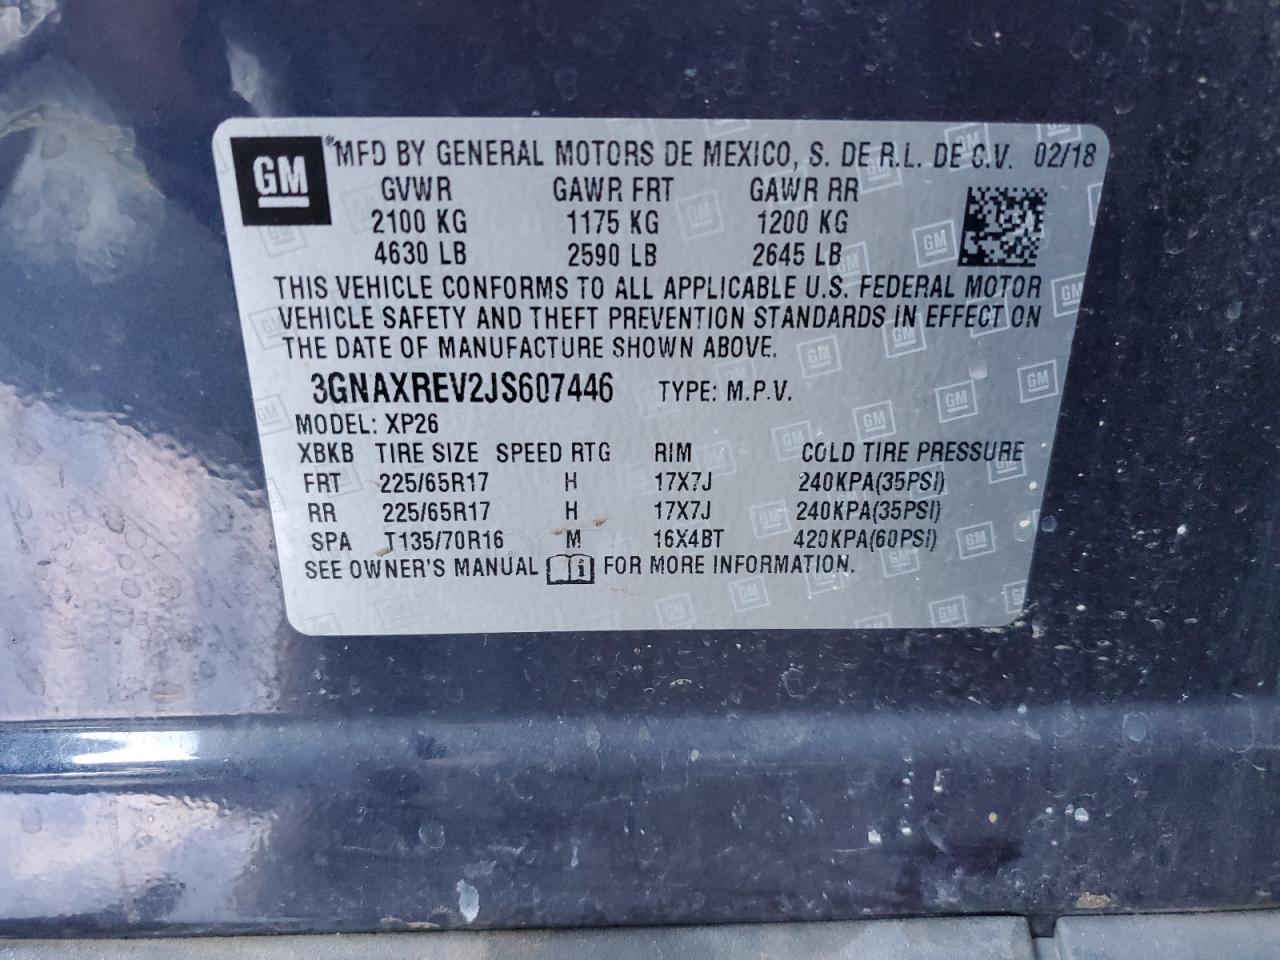 GM
®MFD BY GENERAL MOTORS DE MEXICO, S. DE R.L. DE C.V. 02/18
GVWR GAWR FRT GAWR RR
2100 KG 1175 KG 1200 KG
4630 LB 2590 LB 2645 LB
THIS VEHICLE CONFORMS TO ALL APPLICABLE U.S. FEDERAL MOTOR
VEHICLE SAFETY AND THEFT PREVENTION STANDARDS IN EFFECT ON
THE DATE OF MANUFACTURE SHOWN ABOVE.
3GNAXREV2JS607446 TYPE: M.P.V.
MODEL: XP26
XBKB TIRE SIZE SPEED RTG RIM COLD TIRE PRESSURE
FRT 225/65R17 H 17X7J 240KPA(35PSI)
RR 225/65R17 H 17X7J 240KPA(35PSI)
SPA T135/70R16 M 16X4BT 420KPA(60PSI)
SEE OWNER'S MANUAL i FOR MORE INFORMATION.